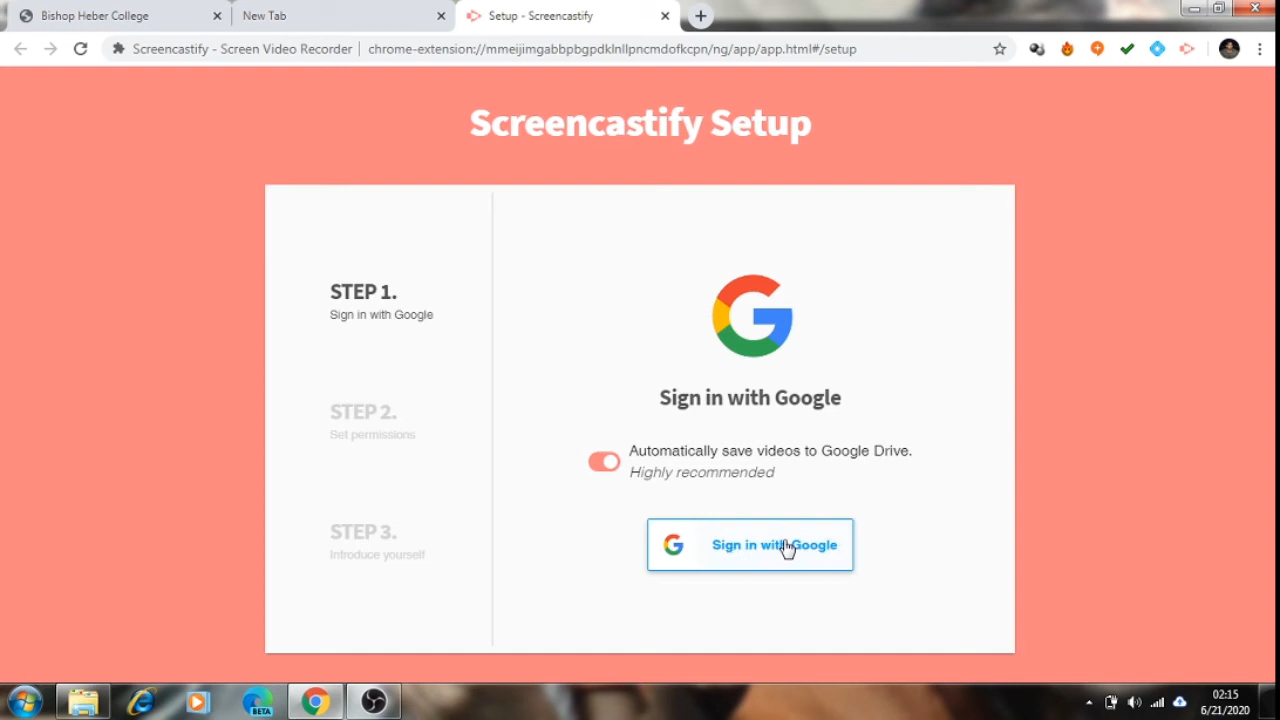 Bishop Heber College
New Tab
Setup - Screencastify
Screencastify - Screen Video Recorder
chrome-extension://mmeijimgabbpbgpdklnllpncmdofkcpn/ng/app/app.html#/setup
Screencastify Setup
STEP 1.
Sign in with Google
STEP 2.
Set permissions
STEP 3.
Introduce yourself
Sign in with Google
Automatically save videos to Google Drive.
Highly recommended
Sign in with Google
BETA
02:15
6/21/2020